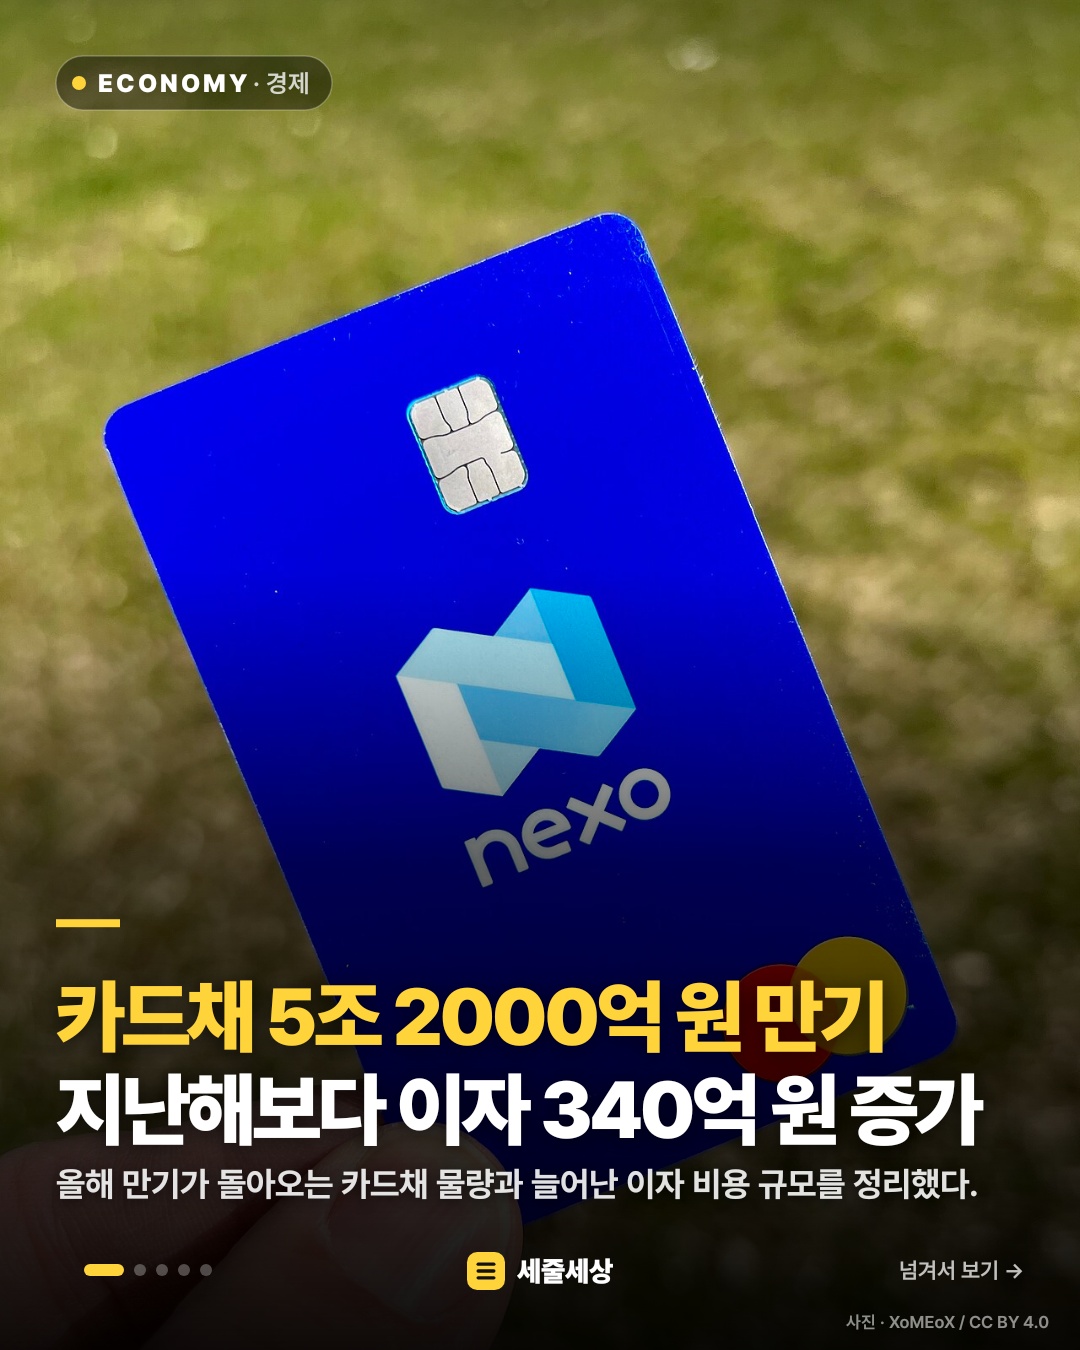 ECONOMY · 경제
nexo
카드채 5조 2000억 원 만기
지난해보다 이자 340억 원 증가
올해 만기가 돌아오는 카드채 물량과 늘어난 이자 비용 규모를 정리했다.
세줄세상
넘겨서 보기 →
사진 · XoMEoX / CC BY 4.0